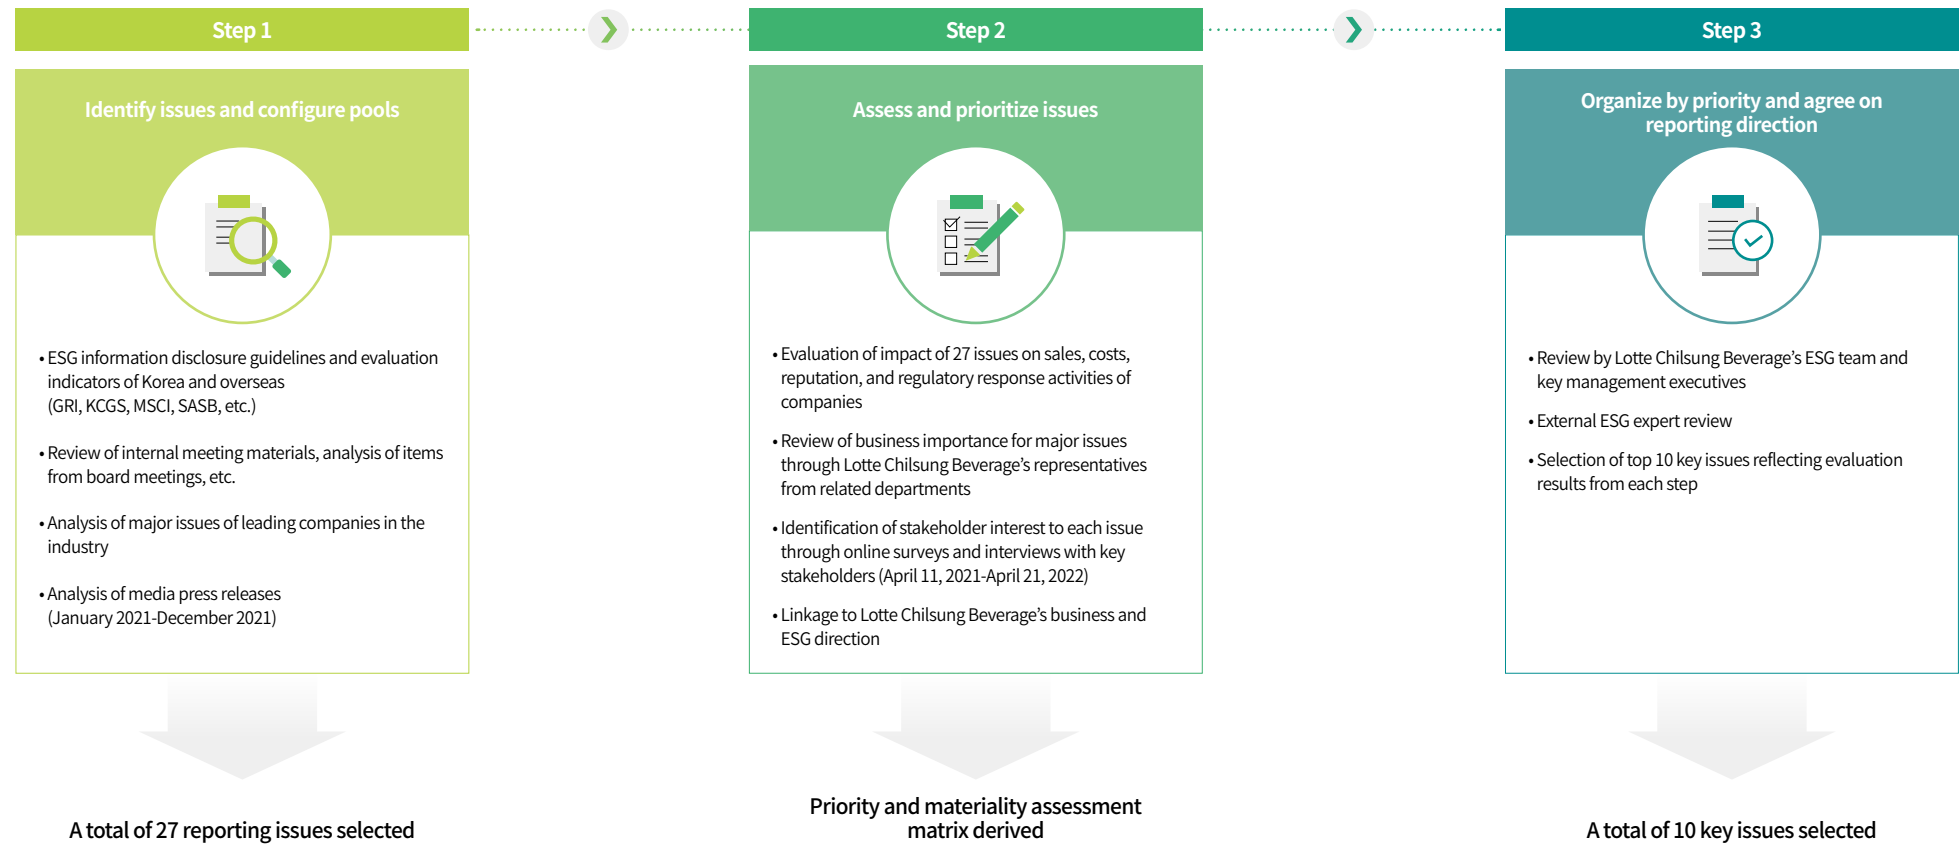 Step 1
Identify issues and configure pools
• ESG information disclosure guidelines and evaluation
indicators of Korea and overseas
(GRI, KCGS, MSCI, SASB, etc.)
• Review of internal meeting materials, analysis of items
from board meetings, etc.
• Analysis of major issues of leading companies in the
industry
• Analysis of media press releases
(January 2021-December 2021)
A total of 27 reporting issues selected
Step 2
Assess and prioritize issues
• Evaluation of impact of 27 issues on sales, costs,
reputation, and regulatory response activities of
companies
• Review of business importance for major issues
through Lotte Chilsung Beverage’s representatives
from related departments
• Identification of stakeholder interest to each issue
through online surveys and interviews with key
stakeholders (April 11, 2021-April 21, 2022)
• Linkage to Lotte Chilsung Beverage’s business and
ESG direction
Priority and materiality assessment
matrix derived
Step 3
Organize by priority and agree on
reporting direction
• Review by Lotte Chilsung Beverage’s ESG team and
key management executives
• External ESG expert review
• Selection of top 10 key issues reflecting evaluation
results from each step
A total of 10 key issues selected